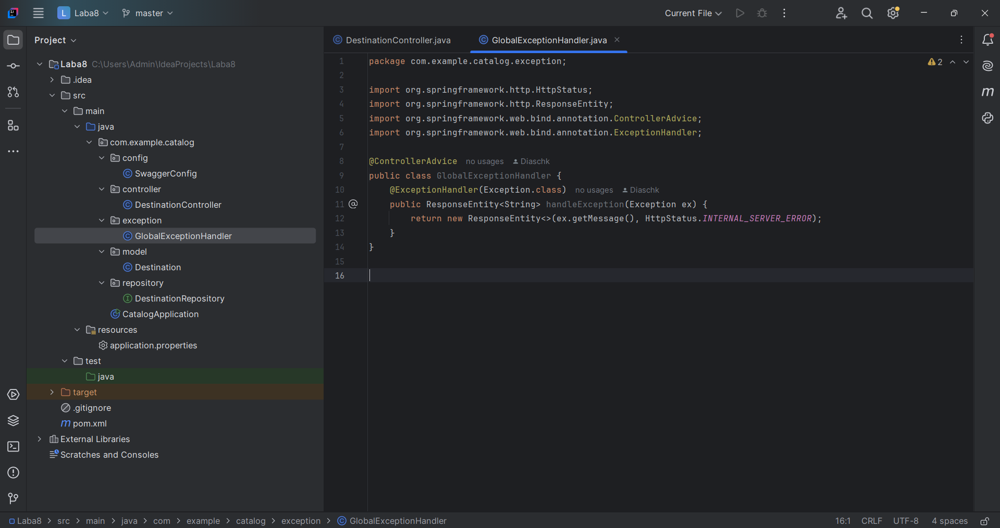 L Laba8 master Current File
Project
Laba8 C:\Users\Admin\IdeaProjects\Laba8
.idea
src
main
java
com.example.catalog
config
SwaggerConfig
controller
DestinationController
exception
GlobalExceptionHandler
model
Destination
repository
DestinationRepository
CatalogApplication
resources
application.properties
test
java
target
.gitignore
m pom.xml
External Libraries
Scratches and Consoles
DestinationController.java GlobalExceptionHandler.java
2
1 package com.example.catalog.exception;
2
3 import org.springframework.http.HttpStatus;
4 import org.springframework.http.ResponseEntity;
5 import org.springframework.web.bind.annotation.ControllerAdvice;
6 import org.springframework.web.bind.annotation.ExceptionHandler;
7
8 @ControllerAdvice no usages Diaschk
9 public class GlobalExceptionHandler {
10 @ExceptionHandler(Exception.class) no usages Diaschk
11 @ public ResponseEntity<String> handleException(Exception ex) {
12 return new ResponseEntity<>(ex.getMessage(), HttpStatus.INTERNAL_SERVER_ERROR);
13 }
14 }
15
16
m
Laba8 > src > main > java > com > example > catalog > exception > GlobalExceptionHandler
16:1 CRLF UTF-8 4 spaces